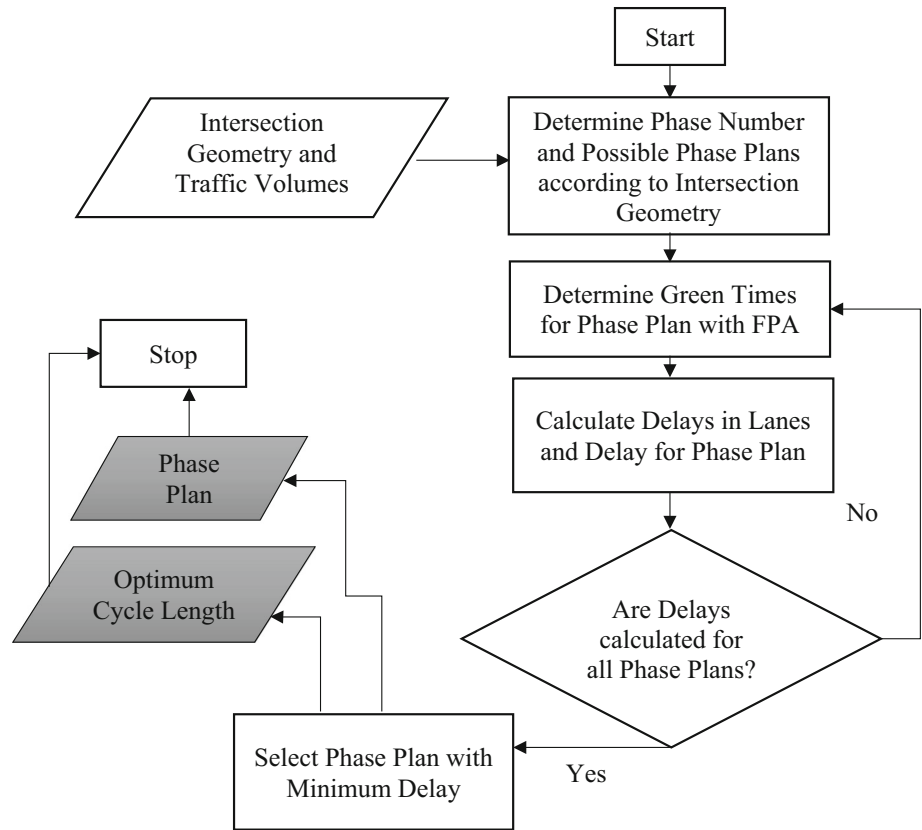 Start
Intersection
Geometry and
Traffic Volumes
Determine Phase Number
and Possible Phase Plans
according to Intersection
Geometry
Determine Green Times
for Phase Plan with FPA
Stop
Calculate Delays in Lanes
and Delay for Phase Plan
Phase
Plan
No
Optimum
Cycle Length
Are Delays
calculated for
all Phase Plans?
Select Phase Plan with
Minimum Delay
Yes